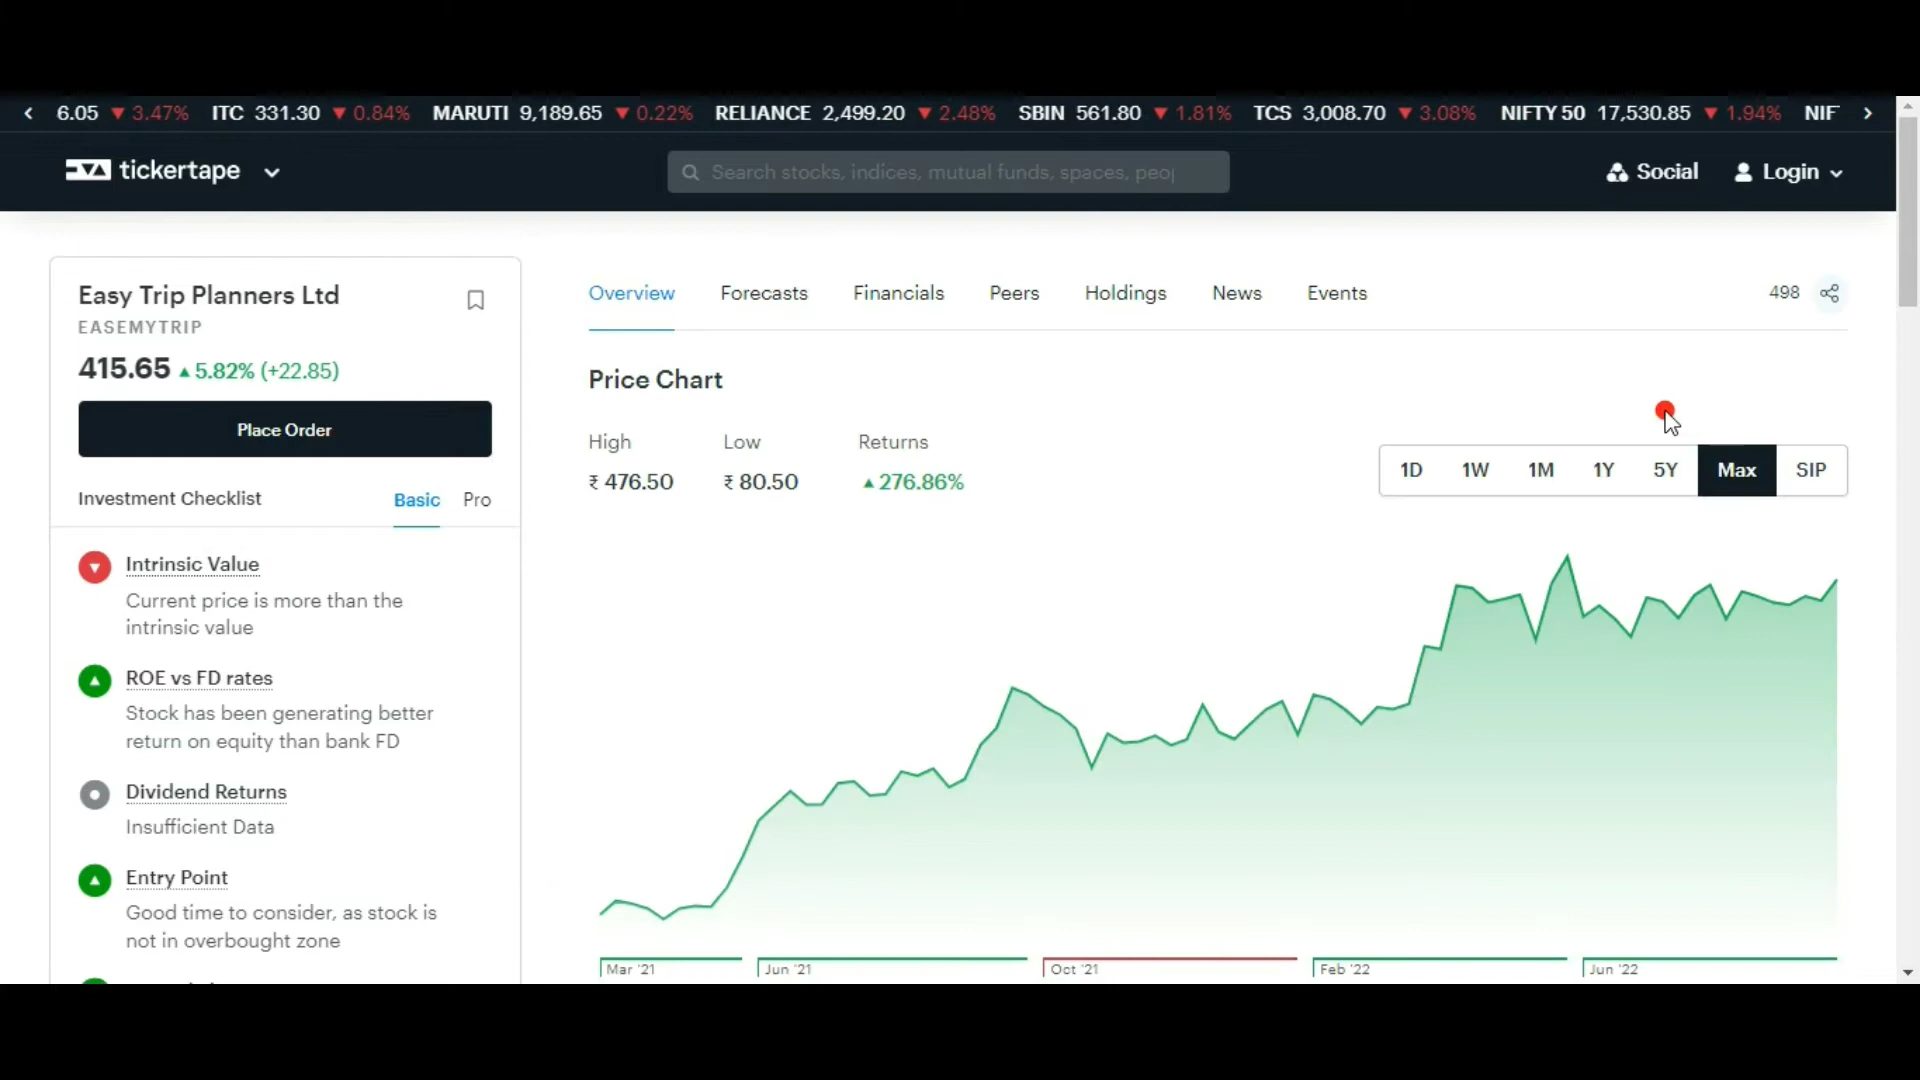 6.05 ▼ 3.47% ITC 331.30 ▼ 0.84% MARUTI 9,189.65 ▼ 0.22% RELIANCE 2,499.20 ▼ 2.48% SBIN 561.80 ▼ 1.81% TCS 3,008.70 ▼ 3.08% NIFTY 50 17,530.85 ▼ 1.94% NIF
tickertape
Search stocks, indices, mutual funds, spaces, peo
Social
Login
Easy Trip Planners Ltd
EASEMYTRIP
415.65 ▲ 5.82% (+22.85)
Place Order
Investment Checklist Basic Pro
Intrinsic Value
Current price is more than the
intrinsic value
ROE vs FD rates
Stock has been generating better
return on equity than bank FD
Dividend Returns
Insufficient Data
Entry Point
Good time to consider, as stock is
not in overbought zone
Overview Forecasts Financials Peers Holdings News Events 498
Price Chart
High Low Returns
₹ 476.50 ₹ 80.50 ▲ 276.86%
1D 1W 1M 1Y 5Y Max SIP
Mar '21 Jun '21 Oct '21 Feb '22 Jun '22